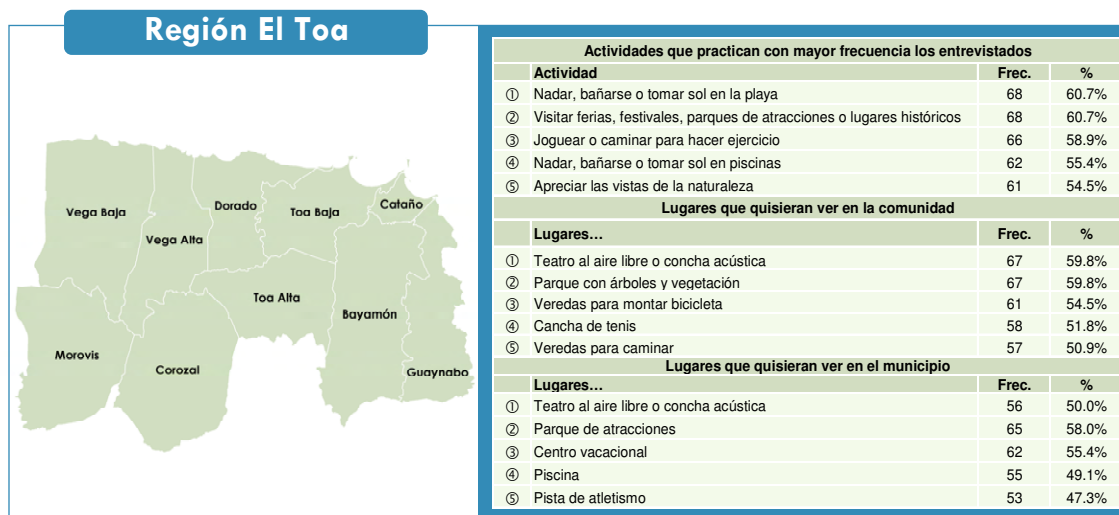 Región El Toa
Vega Baja
Vega Alta
Dorado
Toa Baja
Cataño
Toa Alta
Bayamón
Morovis
Corozal
Guaynabo
Actividades que practican con mayor frecuencia los entrevistados
Actividad Frec. %
① Nadar, bañarse o tomar sol en la playa 68 60.7%
② Visitar ferias, festivales, parques de atracciones o lugares históricos 68 60.7%
③ Joguear o caminar para hacer ejercicio 66 58.9%
④ Nadar, bañarse o tomar sol en piscinas 62 55.4%
⑤ Apreciar las vistas de la naturaleza 61 54.5%
Lugares que quisieran ver en la comunidad
Lugares… Frec. %
① Teatro al aire libre o concha acústica 67 59.8%
② Parque con árboles y vegetación 67 59.8%
③ Veredas para montar bicicleta 61 54.5%
④ Cancha de tenis 58 51.8%
⑤ Veredas para caminar 57 50.9%
Lugares que quisieran ver en el municipio
Lugares… Frec. %
① Teatro al aire libre o concha acústica 56 50.0%
② Parque de atracciones 65 58.0%
③ Centro vacacional 62 55.4%
④ Piscina 55 49.1%
⑤ Pista de atletismo 53 47.3%